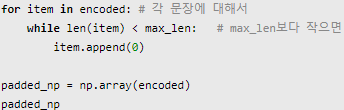 for item in encoded: # 각 문장에 대해서
    while len(item) < max_len:   # max_len보다 작으면
        item.append(0)

padded_np = np.array(encoded)
padded_np